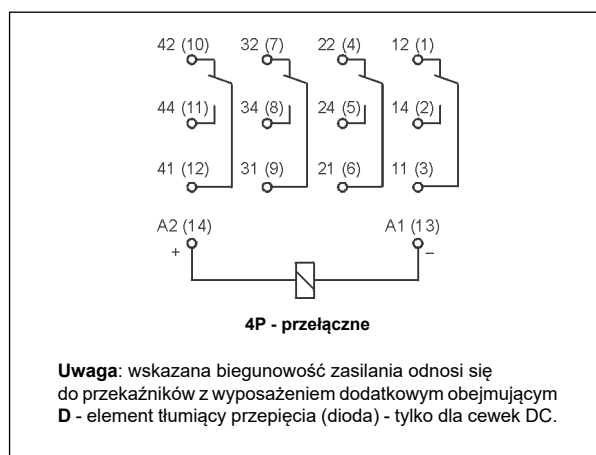 42 (10) 32 (7) 22 (4) 12 (1)
44 (11) 34 (8) 24 (5) 14 (2)
41 (12) 31 (9) 21 (6) 11 (3)
A2 (14) A1 (13)
+ –
4P - przełączne
Uwaga: wskazana biegunowość zasilania odnosi się
do przekaźników z wyposażeniem dodatkowym obejmującym
D - element tłumiący przepięcia (dioda) - tylko dla cewek DC.